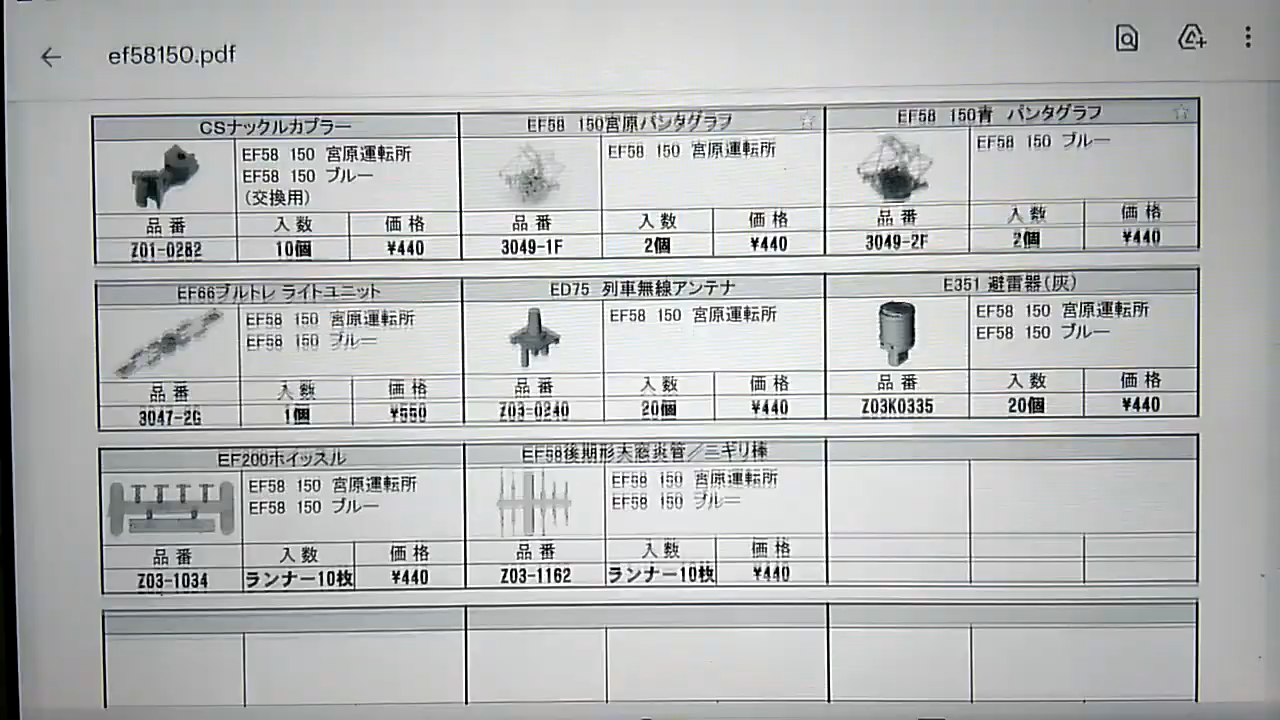 ef58150.pdf
CSナックルカプラー
EF58 150 宮原運転所
EF58 150 ブルー
(交換用)
品番 入数 価格
Z01-0282 10個 ¥440
EF58 150宮原パンタグラフ ☆
EF58 150 宮原運転所
品番 入数 価格
3049-1F 2個 ¥440
EF58 150青 パンタグラフ ☆
EF58 150 ブルー
品番 入数 価格
3049-2F 2個 ¥440
EF66ブルトレ ライトユニット
EF58 150 宮原運転所
EF58 150 ブルー
品番 入数 価格
3047-2G 1個 ¥550
ED75 列車無線アンテナ
EF58 150 宮原運転所
品番 入数 価格
Z03-0240 20個 ¥440
E351 避雷器(灰)
EF58 150 宮原運転所
EF58 150 ブルー
品番 入数 価格
Z03K0335 20個 ¥440
EF200ホイッスル
EF58 150 宮原運転所
EF58 150 ブルー
品番 入数 価格
Z03-1034 ランナー10枚 ¥440
EF58後期形大窓炎管/ニギリ棒
EF58 150 宮原運転所
EF58 150 ブルー
品番 入数 価格
Z03-1162 ランナー10枚 ¥440